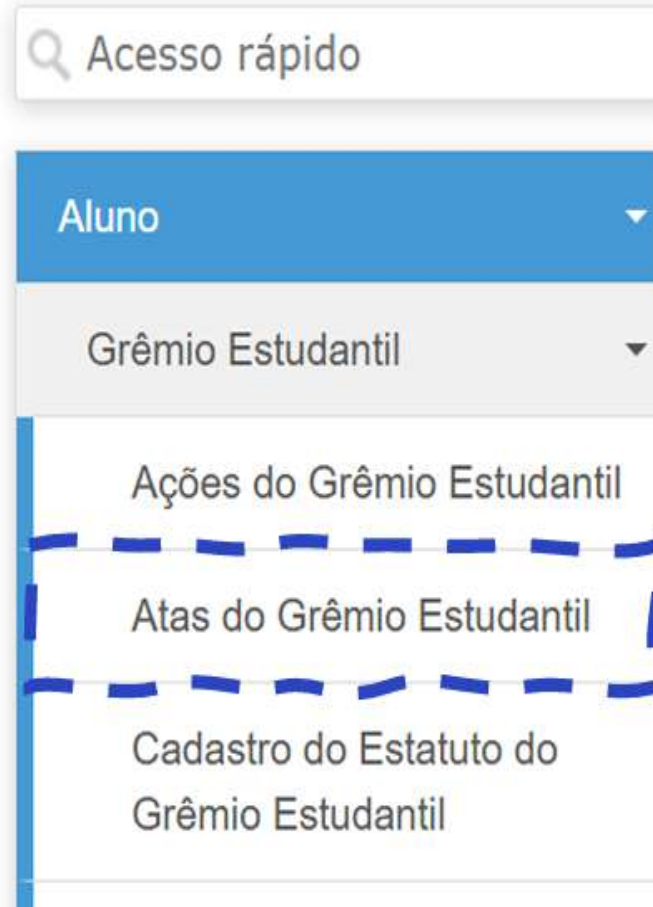 Acesso rápido
Aluno
Grêmio Estudantil
Ações do Grêmio Estudantil
Atas do Grêmio Estudantil
Cadastro do Estatuto do
Grêmio Estudantil